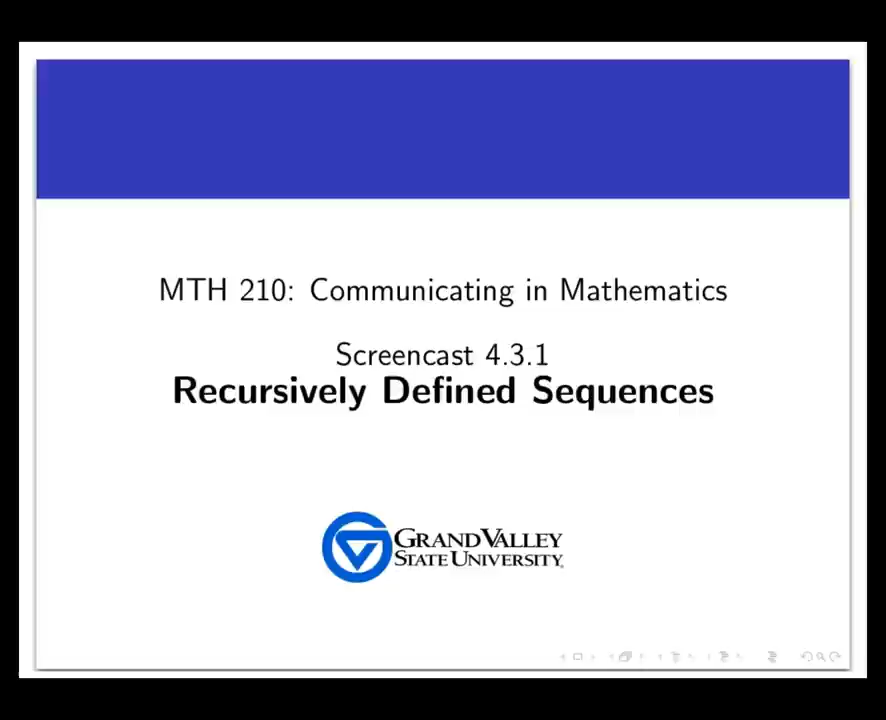 MTH 210: Communicating in Mathematics
Screencast 4.3.1
Recursively Defined Sequences
GRAND VALLEY
STATE UNIVERSITY